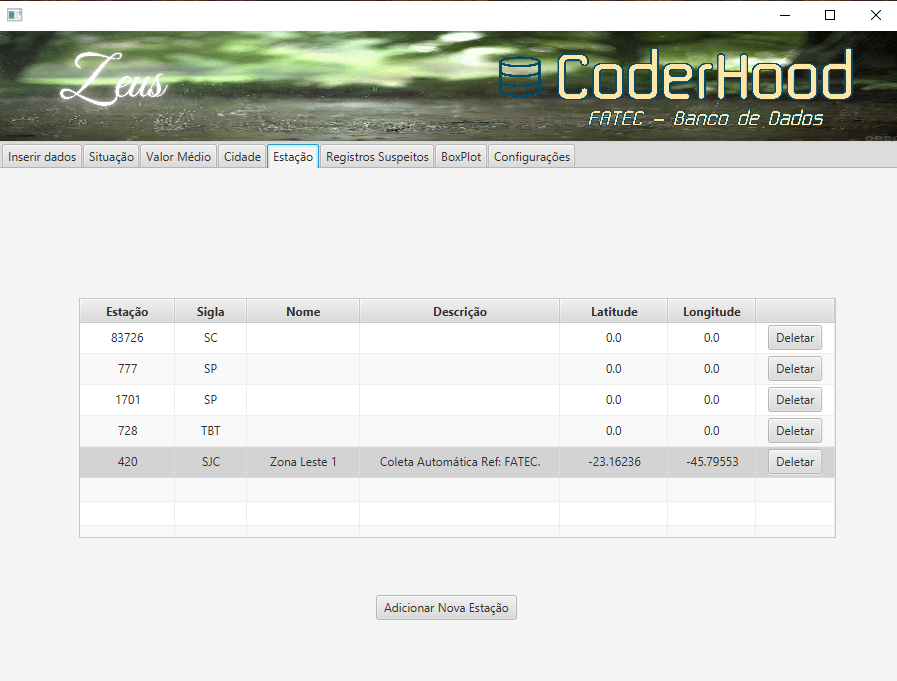 Zeus
CoderHood
FATEC - Banco de Dados
Inserir dados Situação Valor Médio Cidade Estação Registros Suspeitos BoxPlot Configurações
Estação Sigla Nome Descrição Latitude Longitude
83726 SC 0.0 0.0 Deletar
777 SP 0.0 0.0 Deletar
1701 SP 0.0 0.0 Deletar
728 TBT 0.0 0.0 Deletar
420 SJC Zona Leste 1 Coleta Automática Ref: FATEC. -23.16236 -45.79553 Deletar
Adicionar Nova Estação